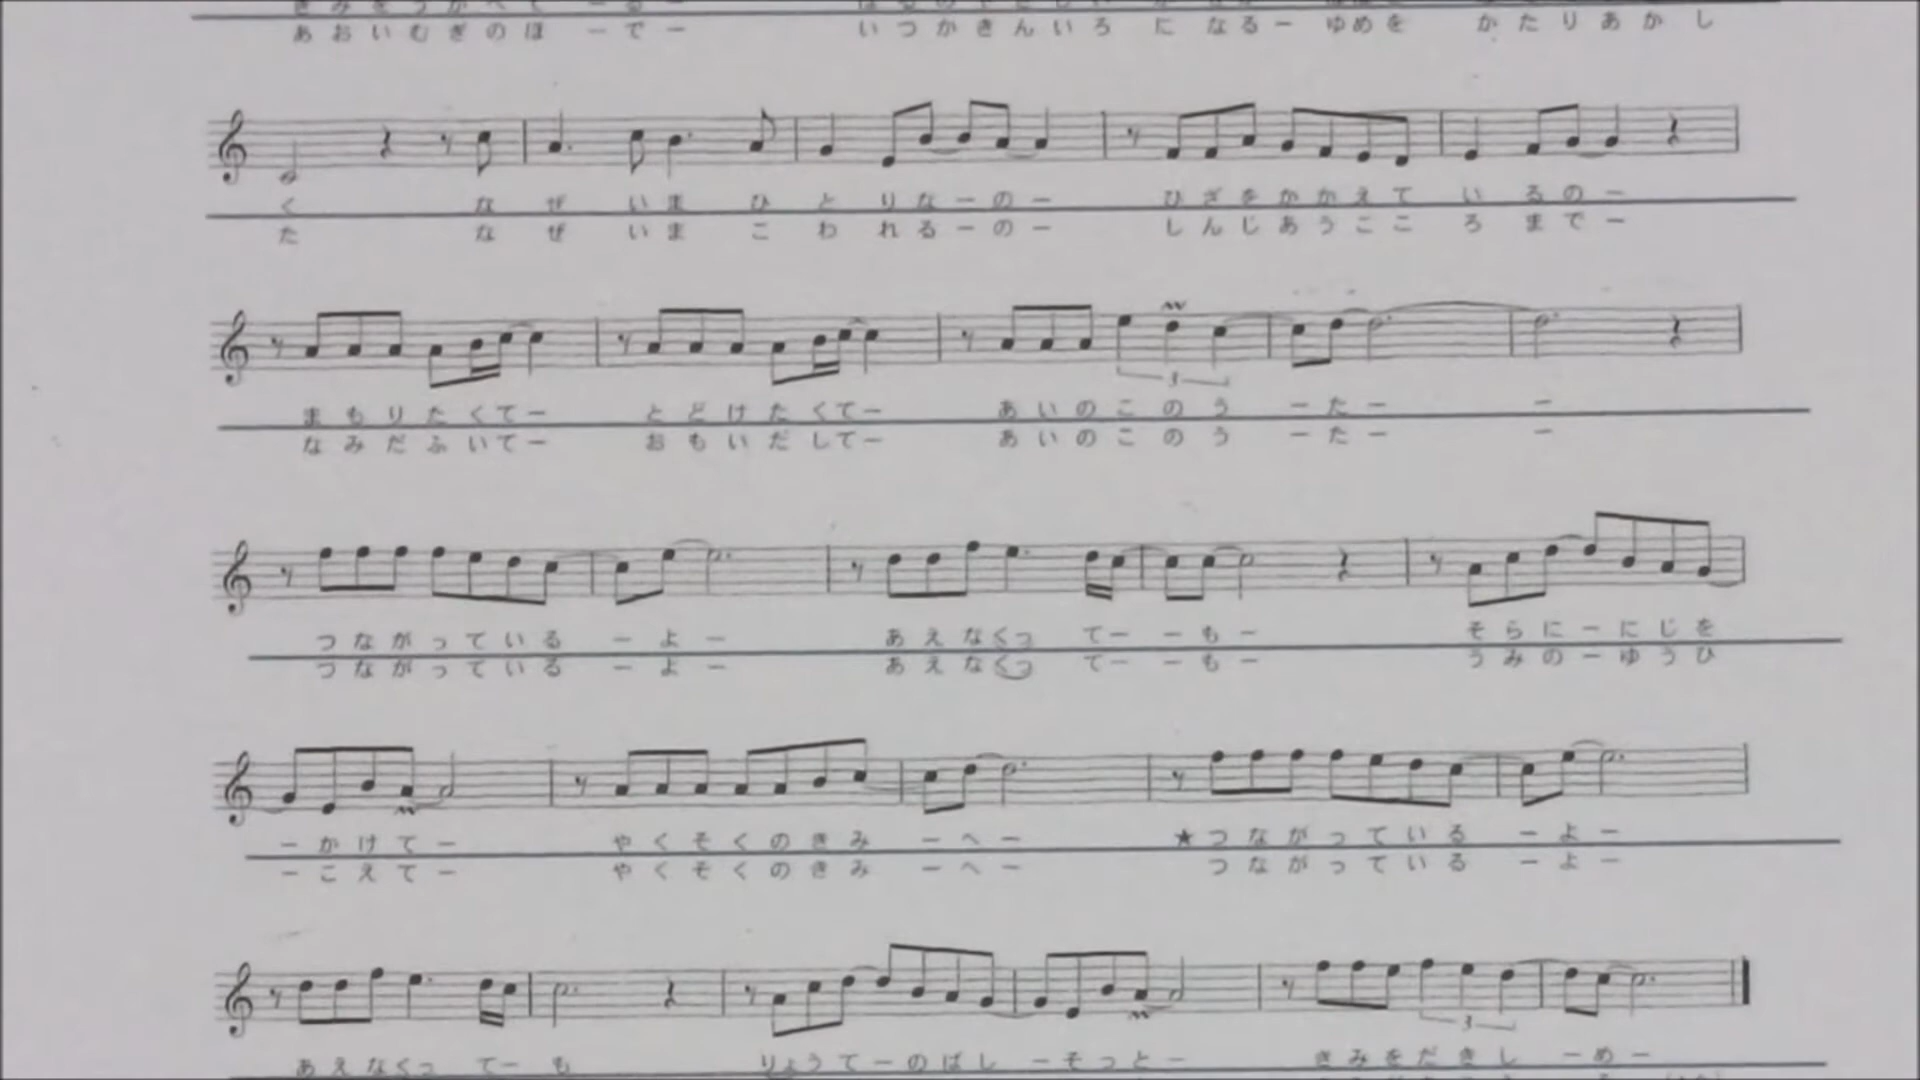 あおいむぎのほーでー いつかきんいろになるーゆめを かたりあかし
く なぜいまひとりなーのー ひざをかかえているのー
た なぜいまこわれるーのー しんじあうこころまでー
まもりたくてー とどけたくてー あいのこのうーたー ー
なみだふいてー おもいだしてー あいのこのうーたー ー
つながっているーよー あえなくってーーもー そらにーにじを
つながっているーよー あえなくってーーもー うみのーゆうひ
ーかけてー やくそくのきみーへー ★つながっているーよー
ーこえてー やくそくのきみーへー つながっているーよー
あえなくってーも りょうてーのばしーそっとー きみをだきしーめー